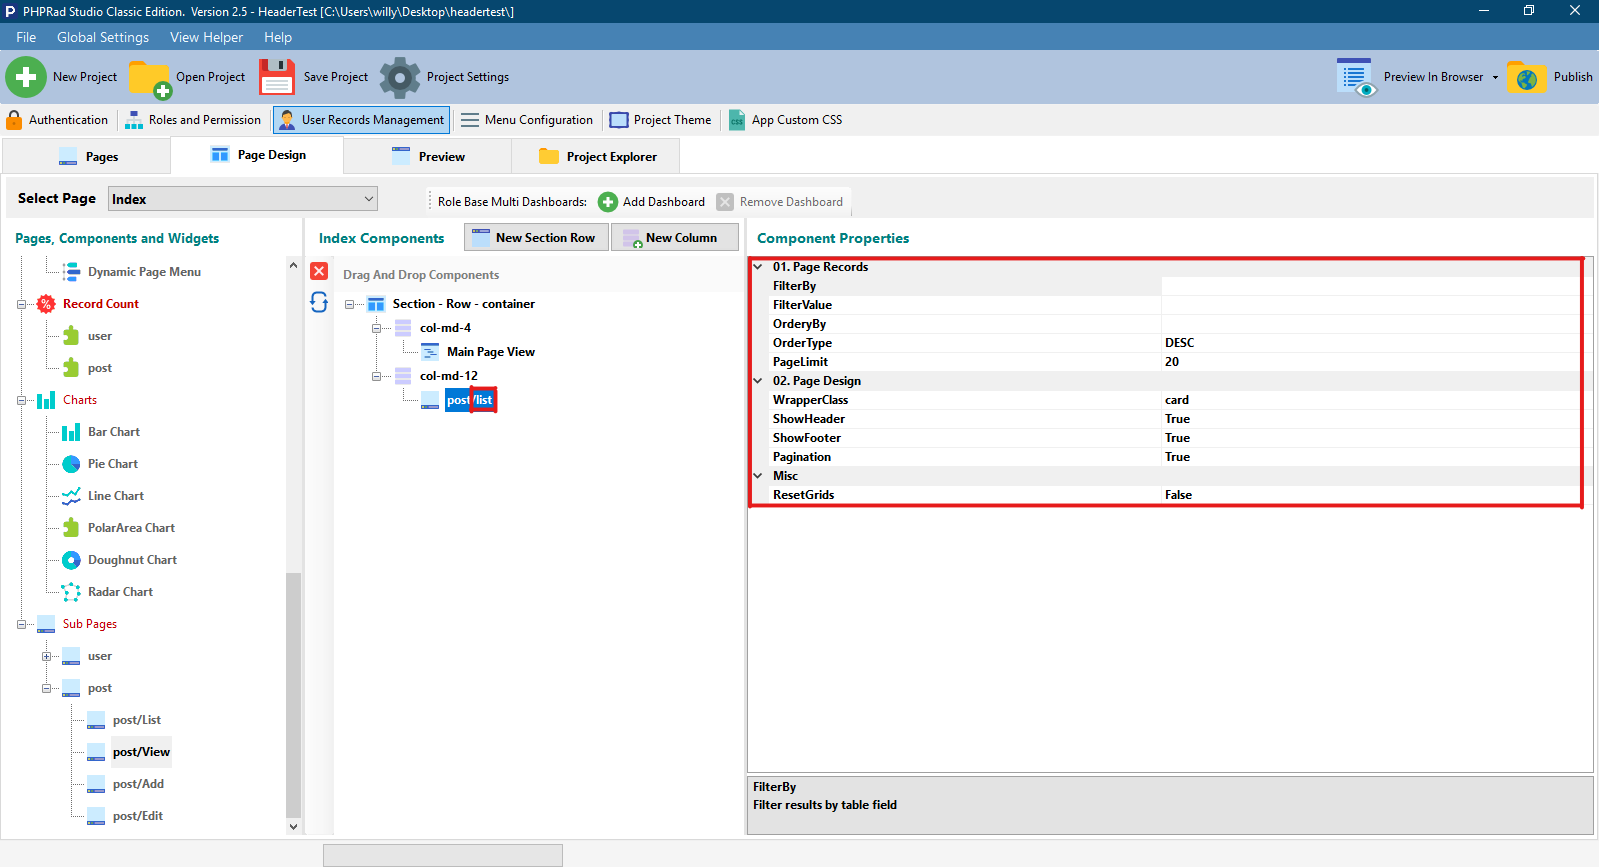 PHPRad Studio Classic Edition.  Version 2.5 - HeaderTest [C:\Users\willy\Desktop\headertest\]
File Global Settings View Helper Help
New Project Open Project Save Project Project Settings Preview In Browser Publish
Authentication Roles and Permission User Records Management Menu Configuration Project Theme App Custom CSS
Pages Page Design Preview Project Explorer
Select Page Index Role Base Multi Dashboards: Add Dashboard Remove Dashboard
Pages, Components and Widgets
Dynamic Page Menu
Record Count
user
post
Charts
Bar Chart
Pie Chart
Line Chart
PolarArea Chart
Doughnut Chart
Radar Chart
Sub Pages
user
post
post/List
post/View
post/Add
post/Edit
Index Components New Section Row New Column
Drag And Drop Components
Section - Row - container
col-md-4
Main Page View
col-md-12
post/list
Component Properties
01. Page Records
FilterBy
FilterValue
OrderyBy
OrderType DESC
PageLimit 20
02. Page Design
WrapperClass card
ShowHeader True
ShowFooter True
Pagination True
Misc
ResetGrids False
FilterBy
Filter results by table field